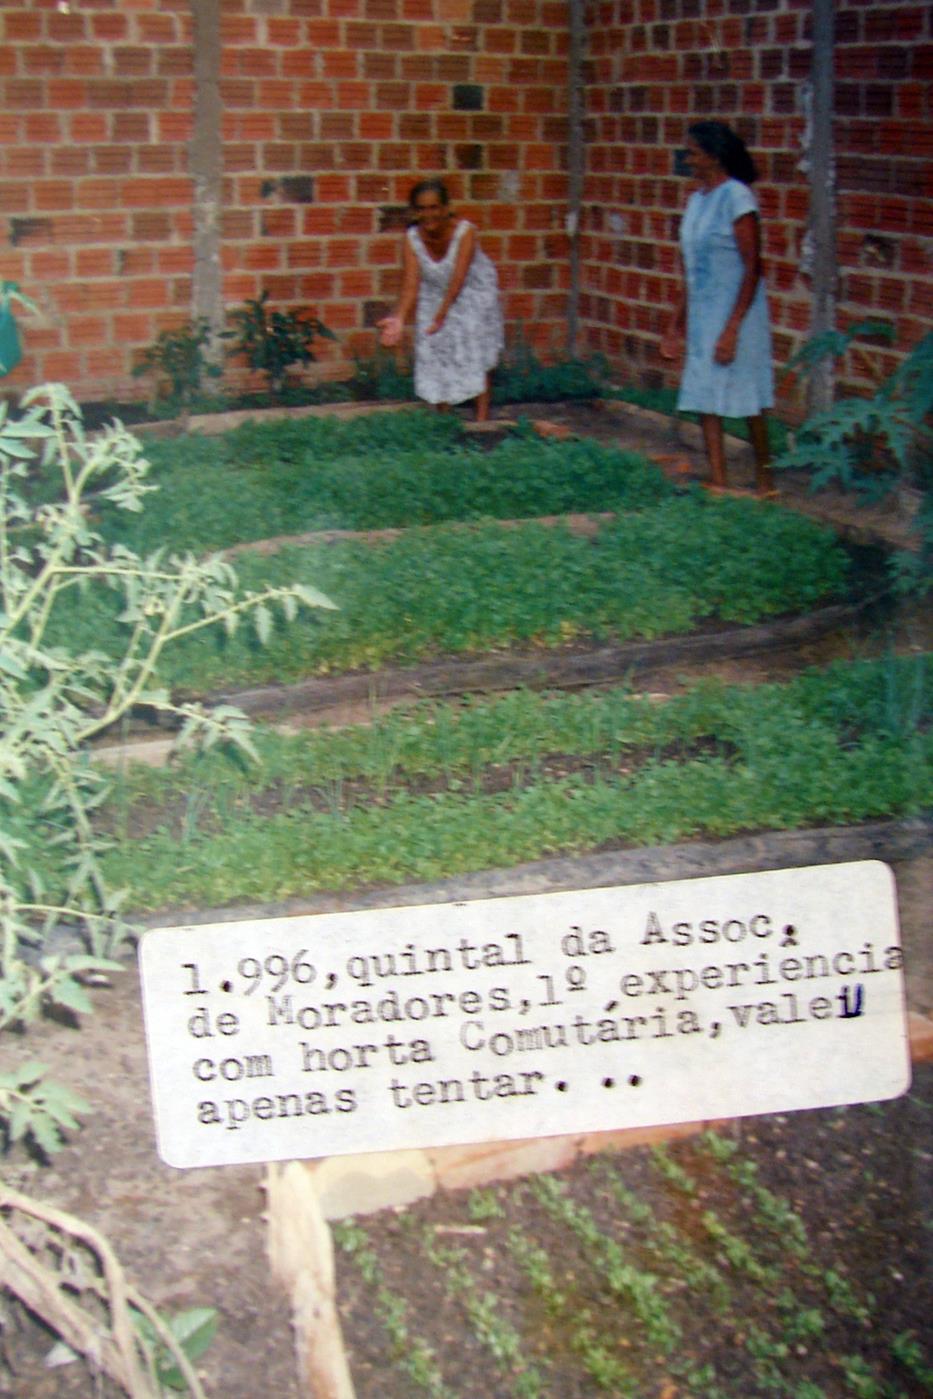 1.996,quintal da Assoc.
de Moradores,1º experiencia
com horta Comutária,valeu
apenas tentar. ..